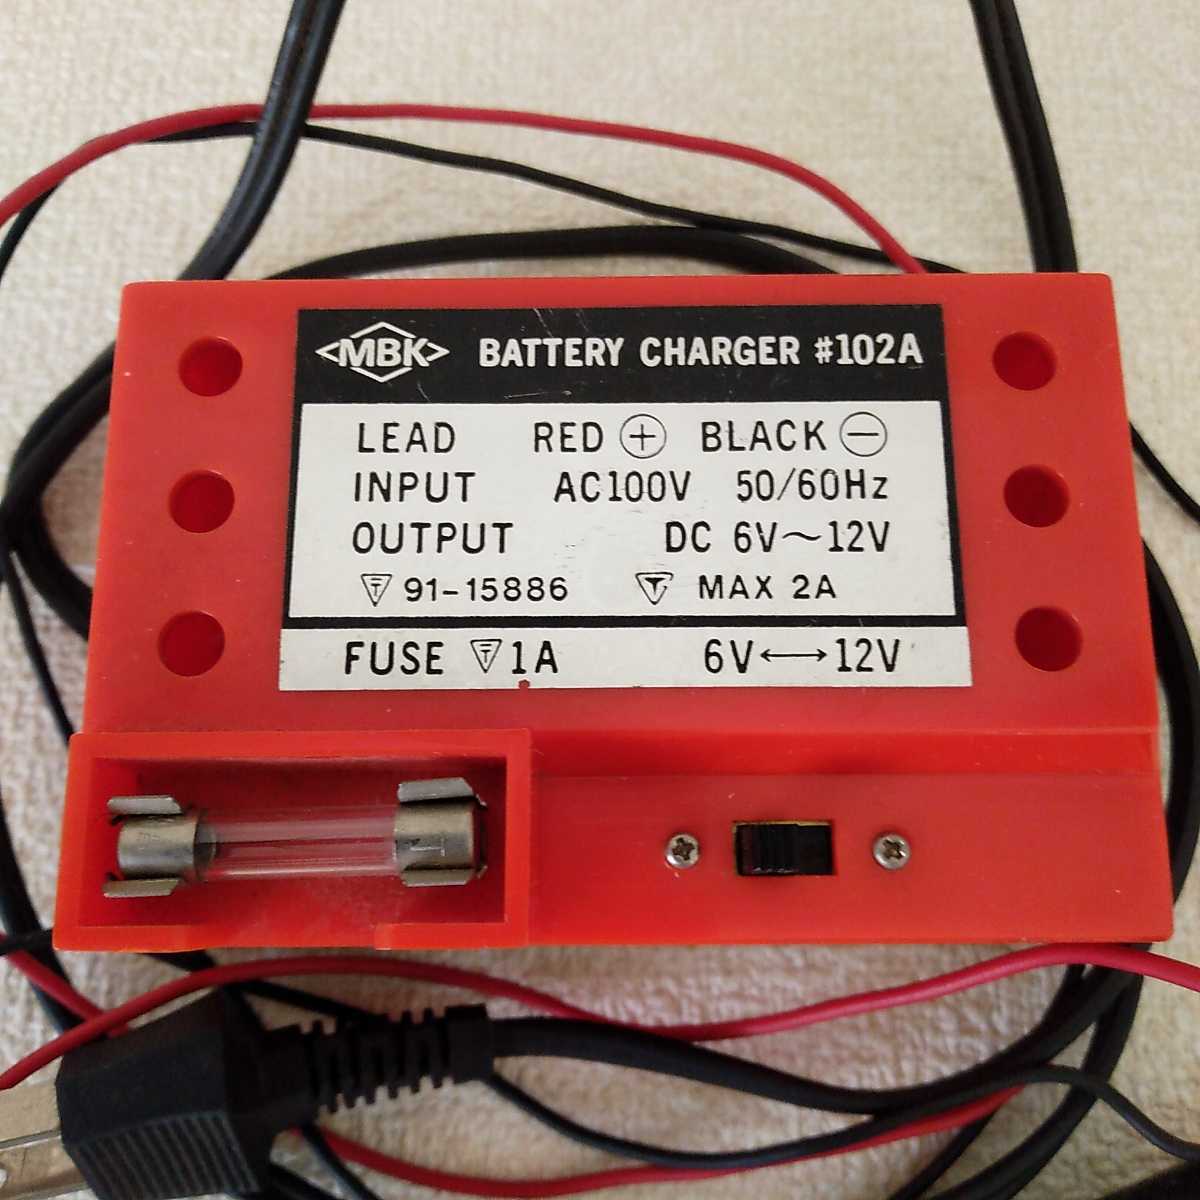 MBK BATTERY CHARGER #102A
LEAD RED ⊕ BLACK ⊖
INPUT AC100V 50/60Hz
OUTPUT DC 6V～12V
91-15886 MAX 2A
FUSE 1A 6V↔12V